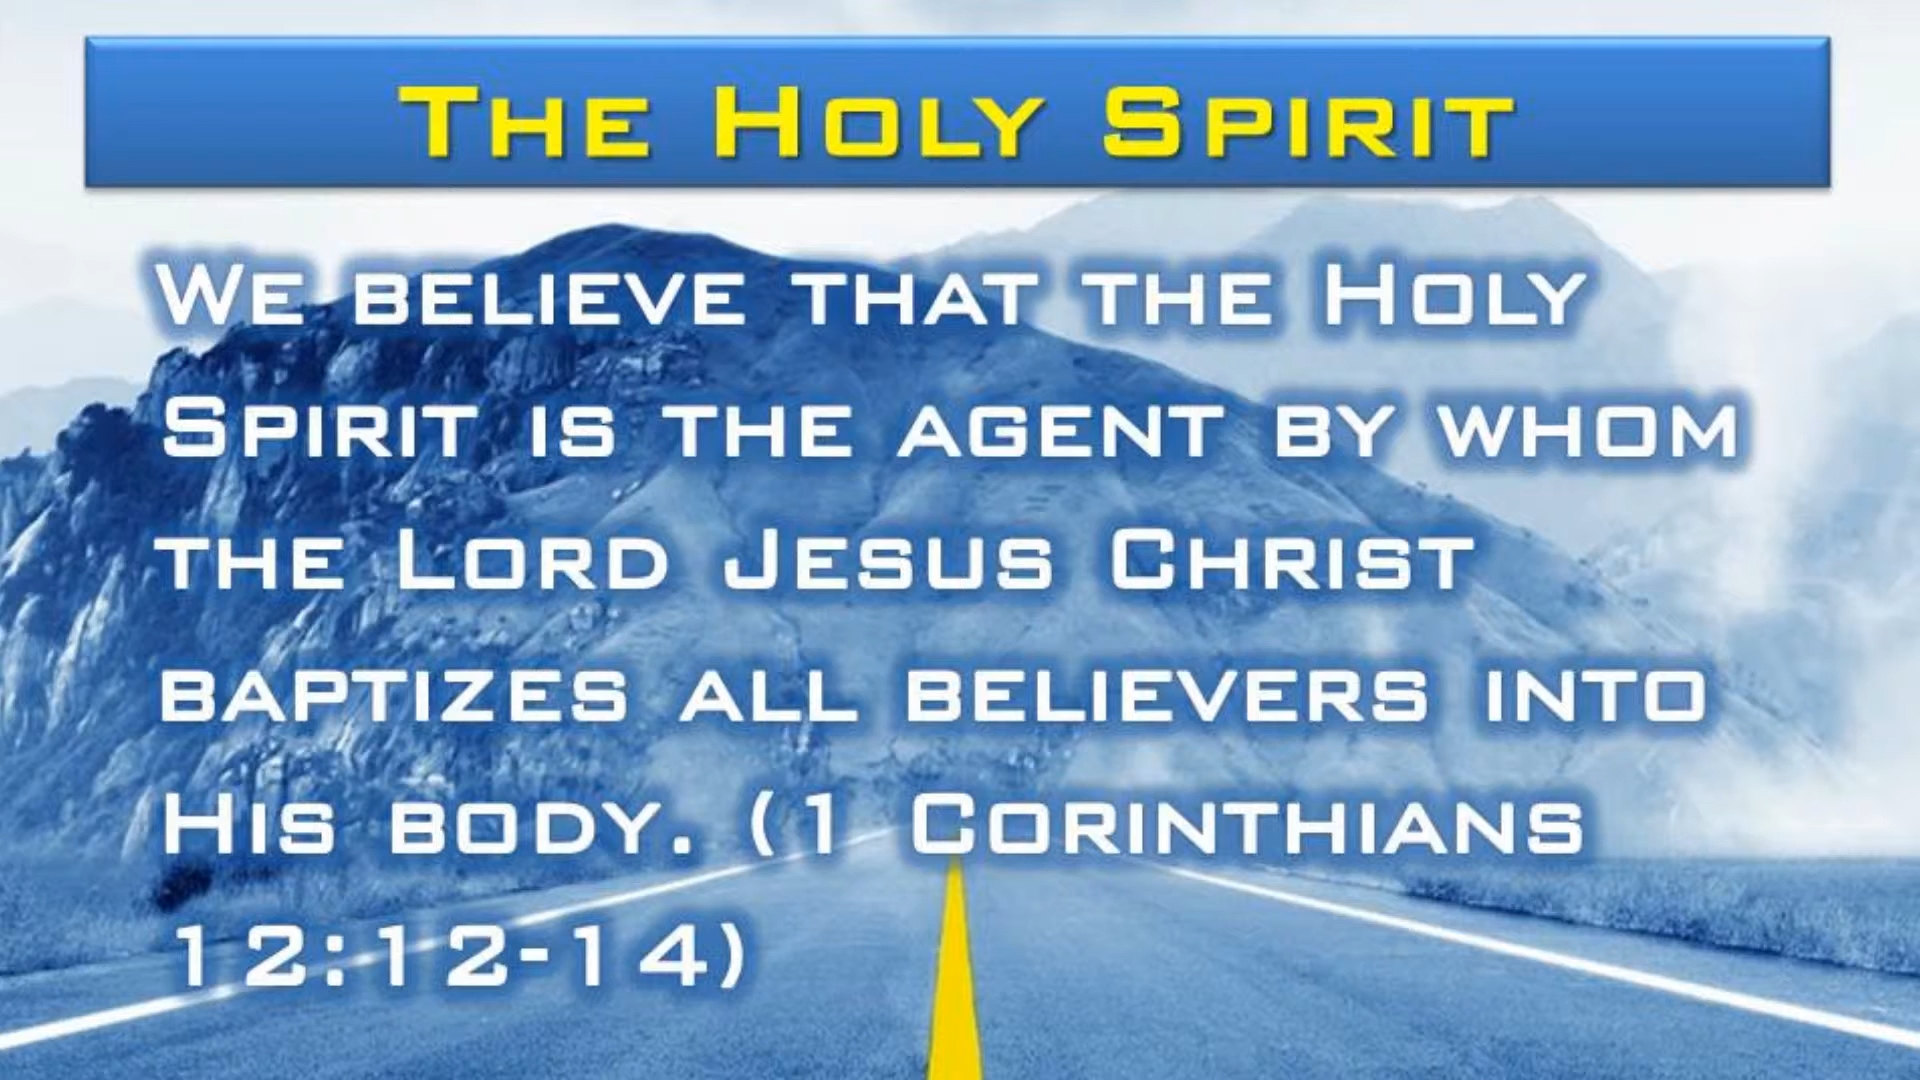 The Holy Spirit
We believe that the Holy
Spirit is the agent by whom
the Lord Jesus Christ
baptizes all believers into
His body. (1 Corinthians
12:12-14)